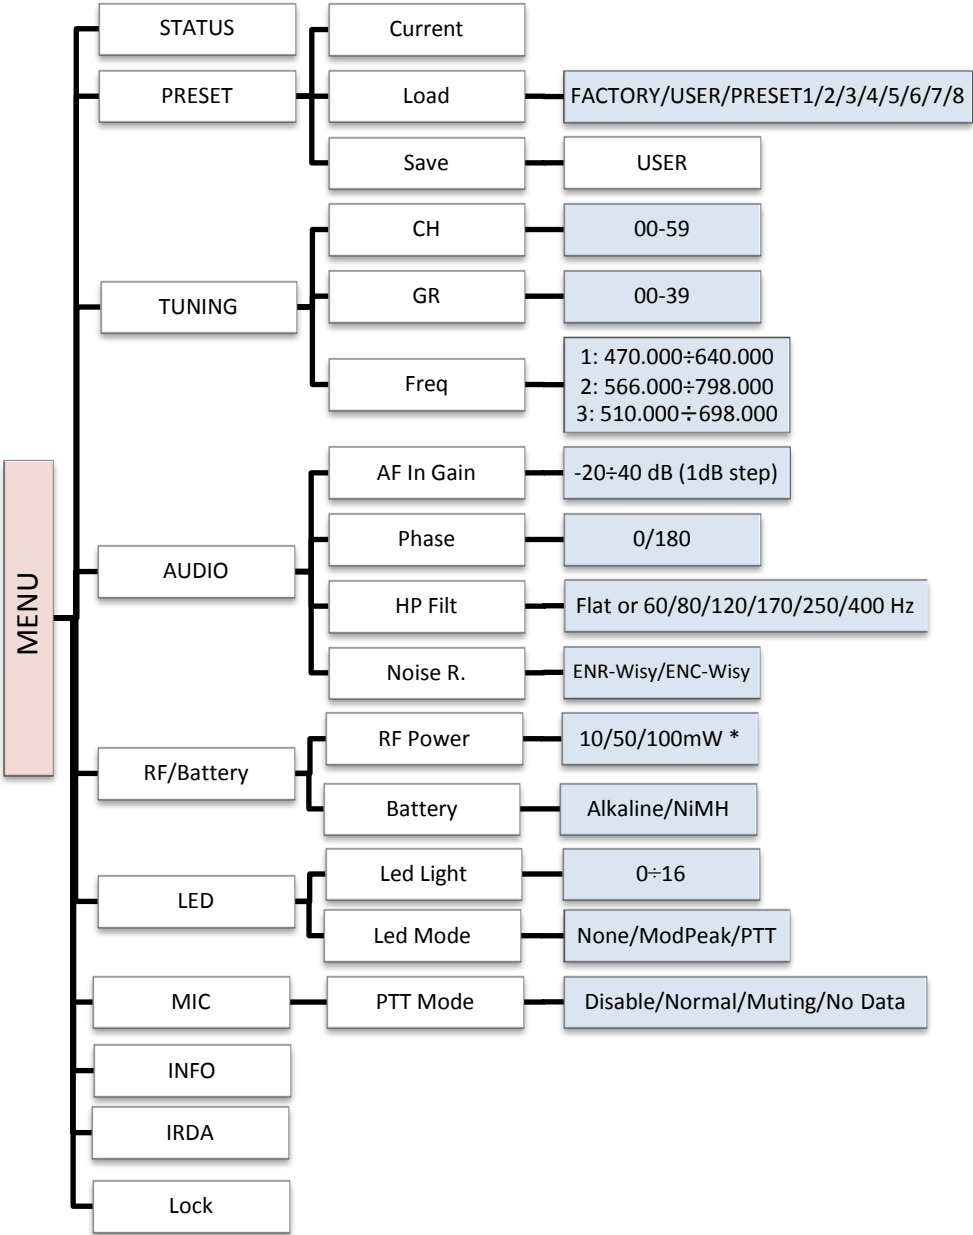 MENU
STATUS
PRESET
Current
Load
FACTORY/USER/PRESET1/2/3/4/5/6/7/8
Save
USER
TUNING
CH
00-59
GR
00-39
Freq
1: 470.000÷640.000
2: 566.000÷798.000
3: 510.000÷698.000
AUDIO
AF In Gain
-20÷40 dB (1dB step)
Phase
0/180
HP Filt
Flat or 60/80/120/170/250/400 Hz
Noise R.
ENR-Wisy/ENC-Wisy
RF/Battery
RF Power
10/50/100mW *
Battery
Alkaline/NiMH
LED
Led Light
0÷16
Led Mode
None/ModPeak/PTT
MIC
PTT Mode
Disable/Normal/Muting/No Data
INFO
IRDA
Lock